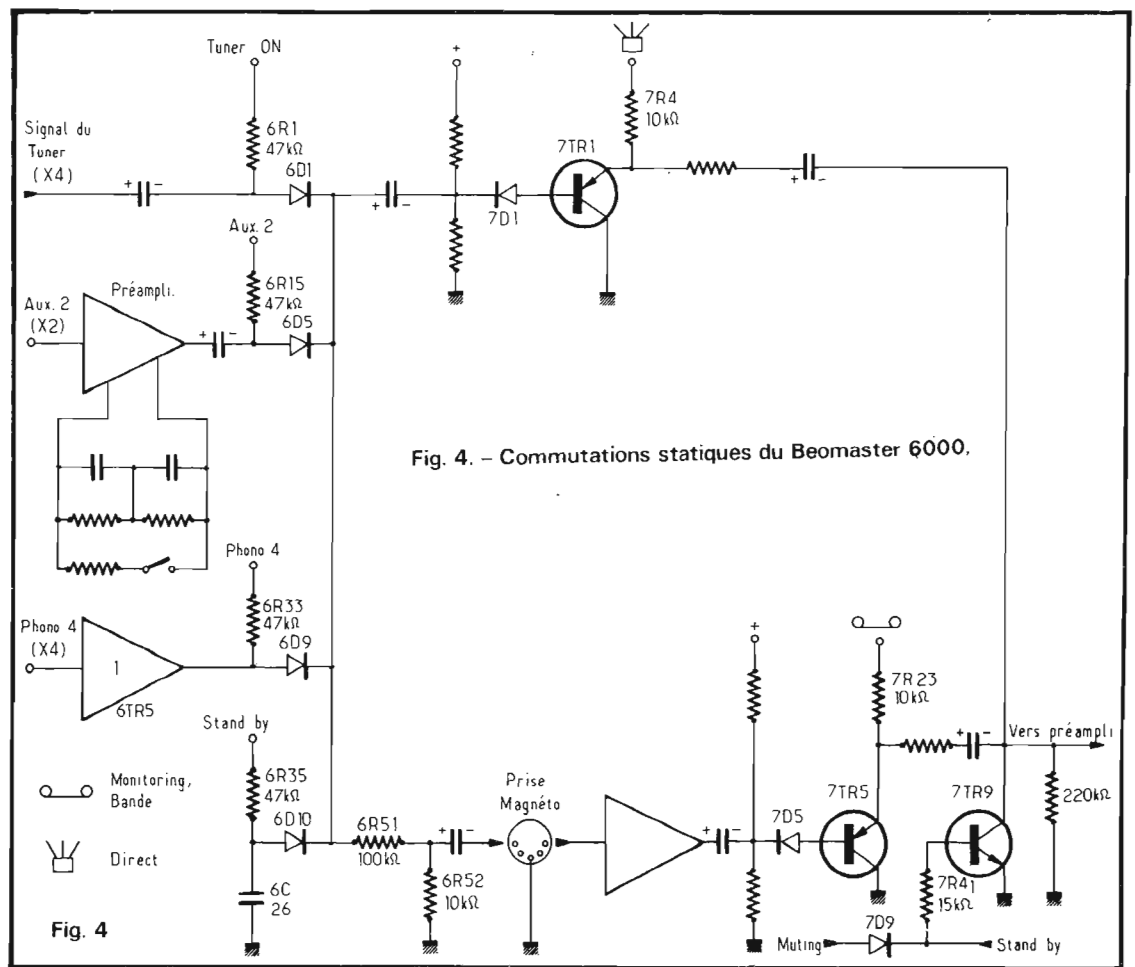 Tuner ON
+
Signal du
Tuner
(X4)
6R1
47kΩ
7R4
10kΩ
7TR1
+ -
6D1
+ -
7D1
+ -
Aux. 2
Aux. 2
(X2)
Préampli.
6R15
47kΩ
+ -
6D5
Fig. 4. – Commutations statiques du Beomaster 6000,
Phono 4
Phono 4
(X4)
1
6TR5
6R33
47kΩ
6D9
+
7R23
10kΩ
Stand by
6R35
47kΩ
Monitoring,
Bande
6D10
Direct
6C
26
6R51
100kΩ
6R52
10kΩ
+ -
Prise
Magnéto
+ -
7D5
7TR5
+ -
Vers préampli
7TR9
220kΩ
7R41
15kΩ
Muting
7D9
Stand by
Fig. 4